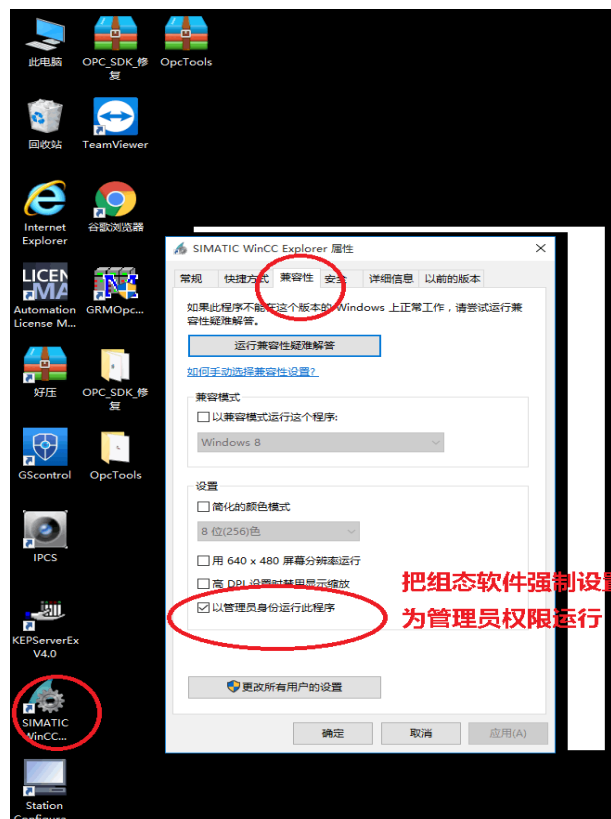 此电脑
OPC_SDK_修
复
OpcTools
回收站
TeamViewer
Internet
Explorer
谷歌浏览器
LICEN
/MA
Automation
License M...
GRMOpc...
好压
OPC_SDK_修
复
GScontrol
OpcTools
IPCS
KEPServerEx
V4.0
SIMATIC
WinCC...
Station
Configura...
SIMATIC WinCC Explorer 属性
常规
快捷方式
兼容性
安全
详细信息
以前的版本
如果此程序不能在这个版本的 Windows 上正常工作，请尝试运行兼
容性疑难解答。
运行兼容性疑难解答
如何手动选择兼容性设置?
兼容模式
以兼容模式运行这个程序:
Windows 8
设置
简化的颜色模式
8 位(256)色
用 640 x 480 屏幕分辨率运行
高 DPI 设置时禁用显示缩放
以管理员身份运行此程序
把组态软件强制设置
为管理员权限运行
更改所有用户的设置
确定
取消
应用(A)